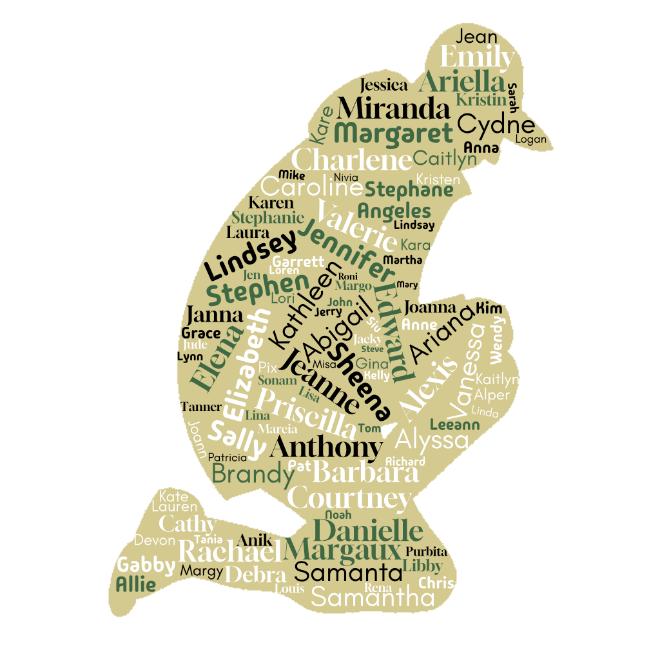 Jean
Emily
Ariella
Jessica
Kristin
Sarah
Miranda
Kare
Margaret
Cydne
Logan
Anna
Charlene
Caitlyn
Mike
Nivia
Kristen
Caroline
Stephane
Karen
Stephanie
Valerie
Angeles
Laura
Lindsay
Lindsey
Jennifer
Kara
Garrett
Loren
Martha
Jen
Kathleen
Roni
Margo
Mary
Stephen
Lori
John
Jerry
Edward
Joanna
Kim
Janna
Grace
Jude
Lynn
Elena
Elizabeth
Abigail
Siu
Jacky
Steve
Anne
Ariana
Wendy
Vanessa
Misa
Sheena
Gina
Kelly
Pix
Sonam
Jeanne
Lisa
Alexis
Kaitlyn
Alper
Linda
Tanner
Lina
Priscilla
Marcia
Tom
Leeann
Joann
Sally
Anthony
Alyssa
Patricia
Brandy
Pat
Barbara
Richard
Courtney
Kate
Lauren
Noah
Cathy
Danielle
Devon
Tania
Anik
Rachael
Margaux
Purbita
Gabby
Margy
Debra
Samanta
Libby
Allie
Louis
Rena
Chris
Samantha